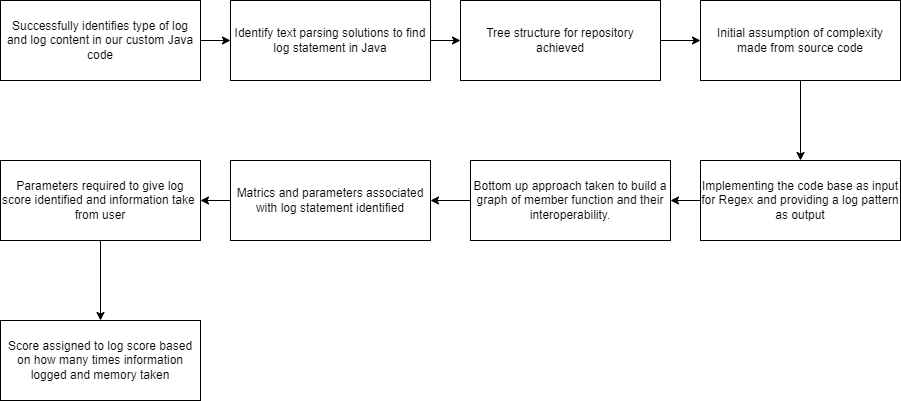 Successfully identifies type of log
and log content in our custom Java
code
Identify text parsing solutions to find
log statement in Java
Tree structure for repository
achieved
Initial assumption of complexity
made from source code
Implementing the code base as input
for Regex and providing a log pattern
as output
Bottom up approach taken to build a
graph of member function and their
interoperability.
Matrics and parameters associated
with log statement identified
Parameters required to give log
score identified and information take
from user
Score assigned to log score based
on how many times information
logged and memory taken